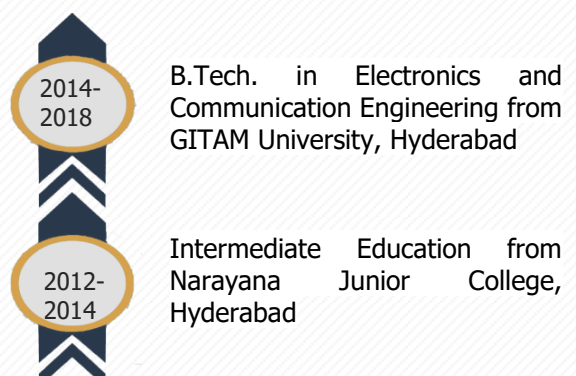 2014-
2018
B.Tech. in Electronics and
Communication Engineering from
GITAM University, Hyderabad
2012-
2014
Intermediate Education from
Narayana Junior College,
Hyderabad